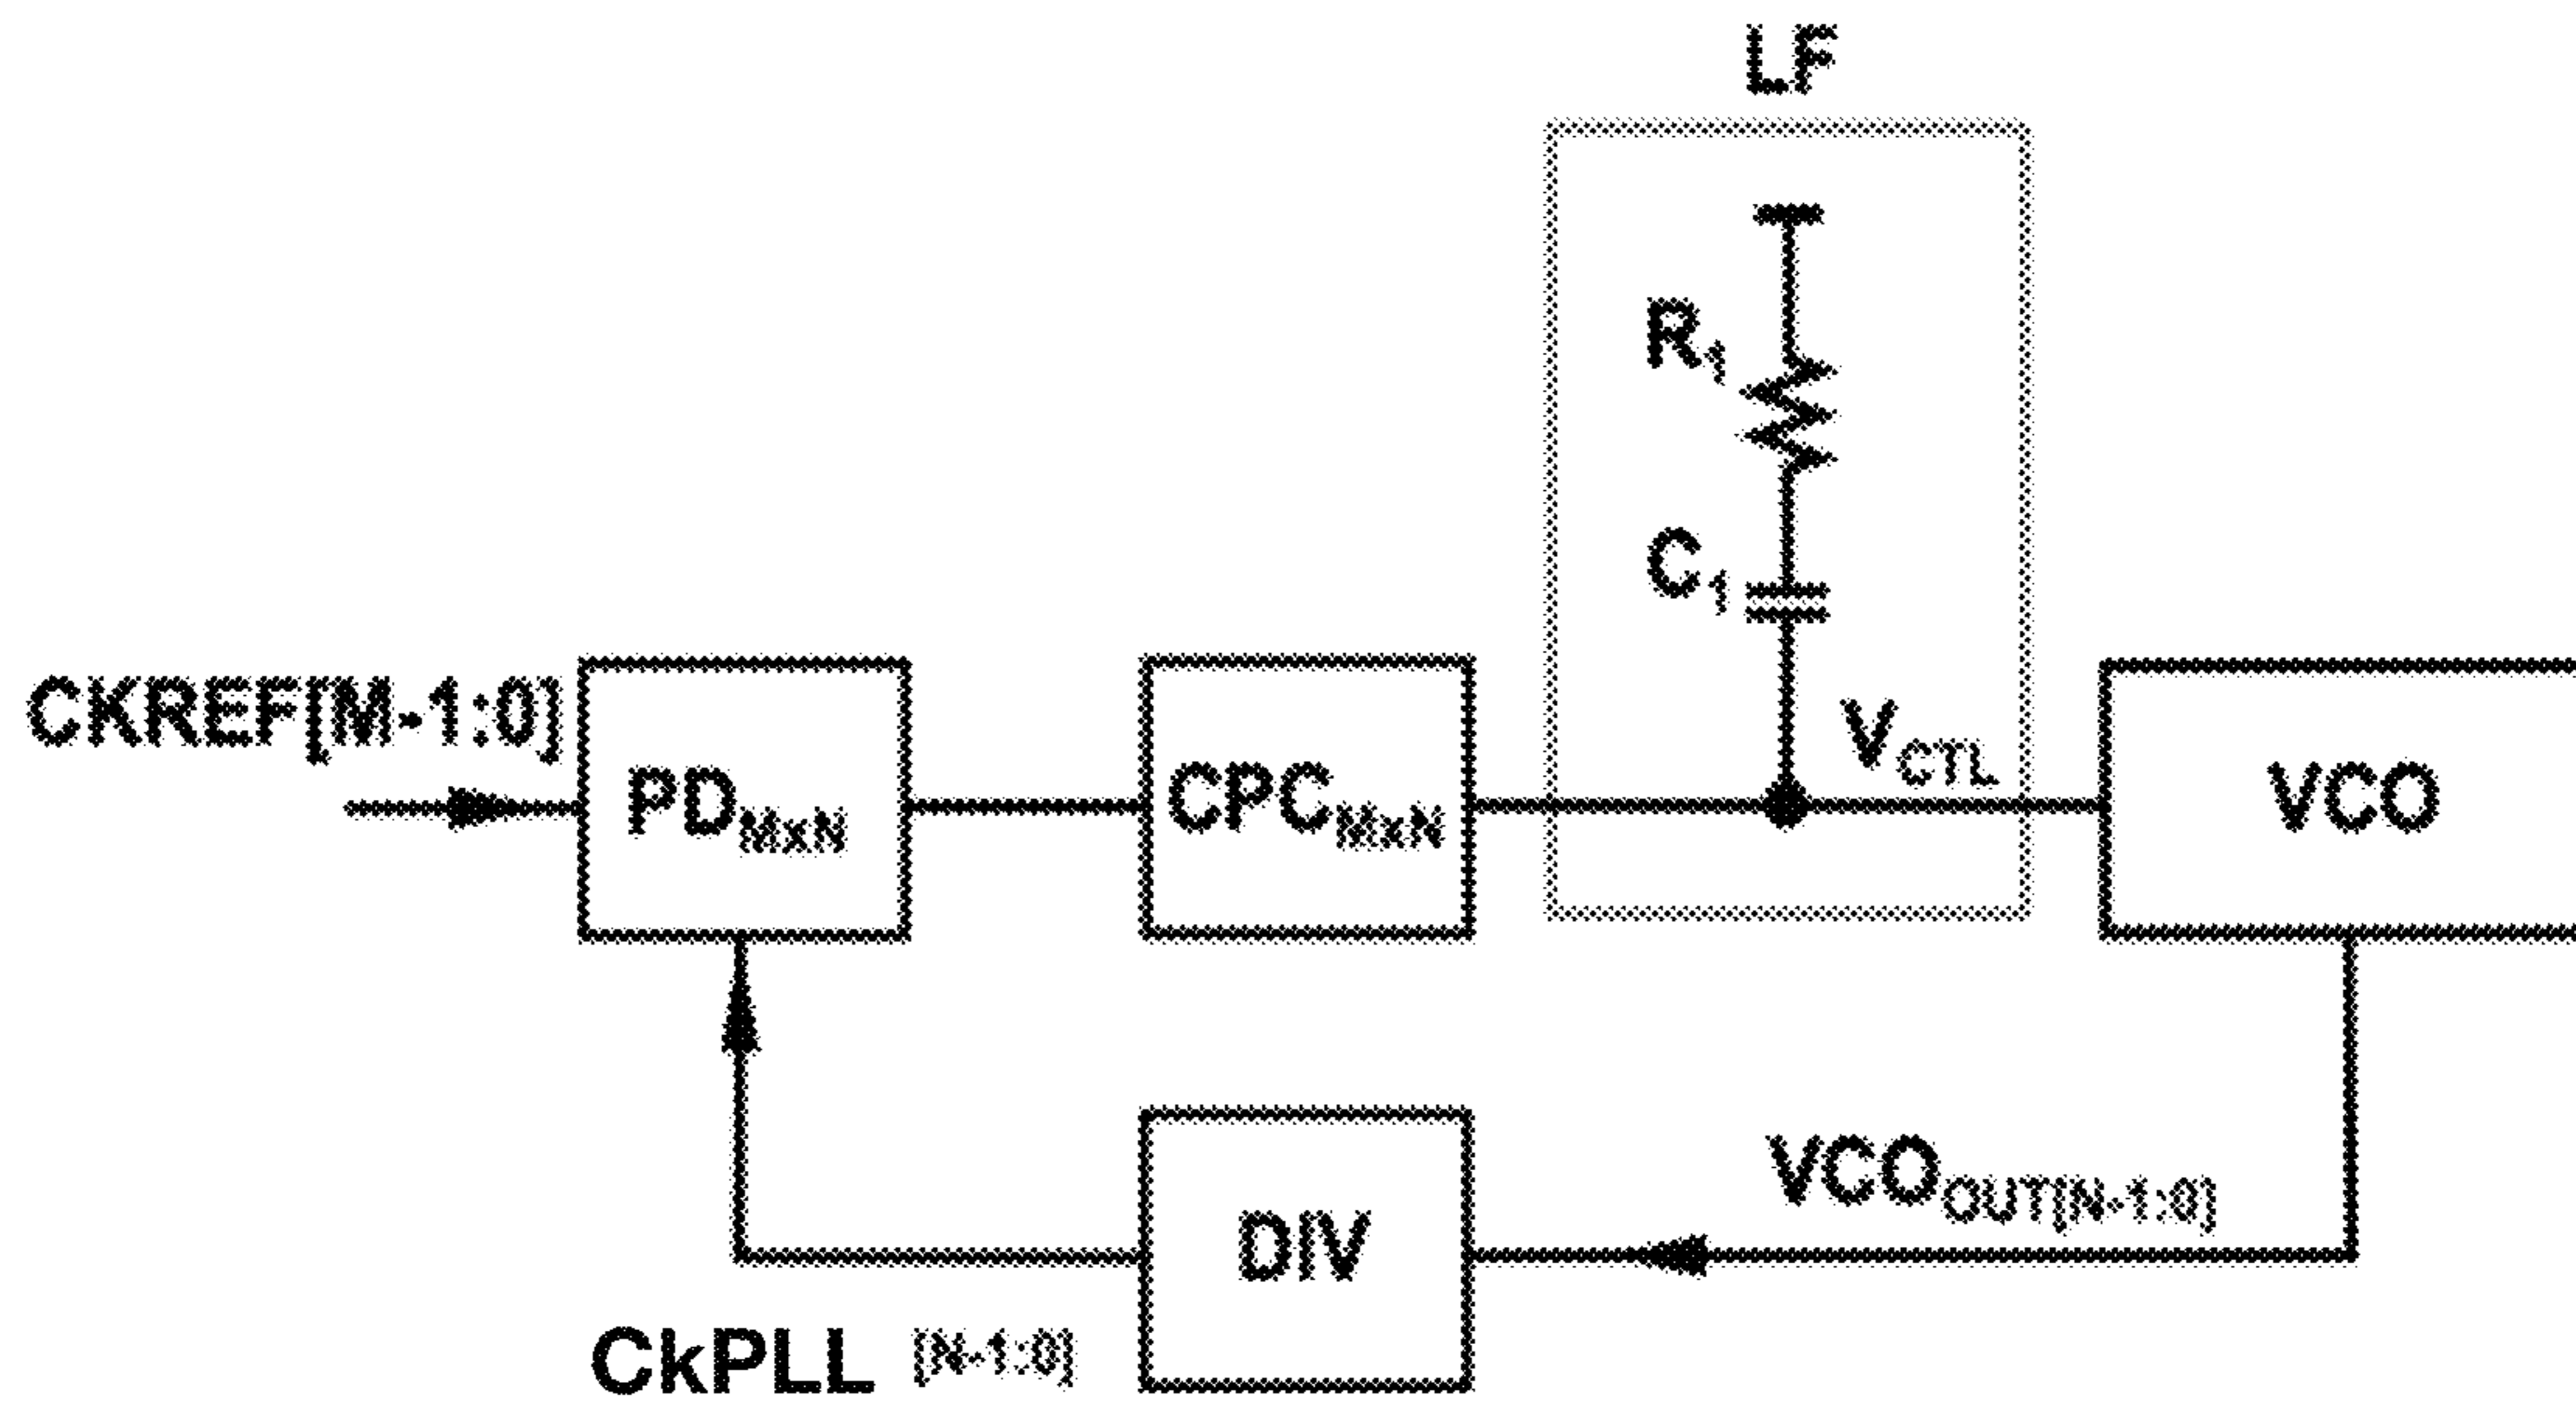 LF
R1
C1
CKREF[M-1:0]
VCTL
PDMxN
CPCMxN
VCO
VCOOUT[N-1:0]
DIV
CkPLL [N-1:0]